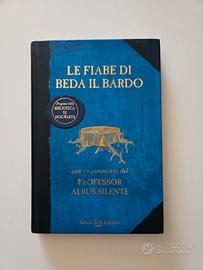 LE FIABE DI
BEDA IL BARDO
Proprietà della
BIBLIOTECA
DI
HOGWARTS
con un commento del
PROFESSOR
ALBUS SILENTE
Salani Editore
Subito